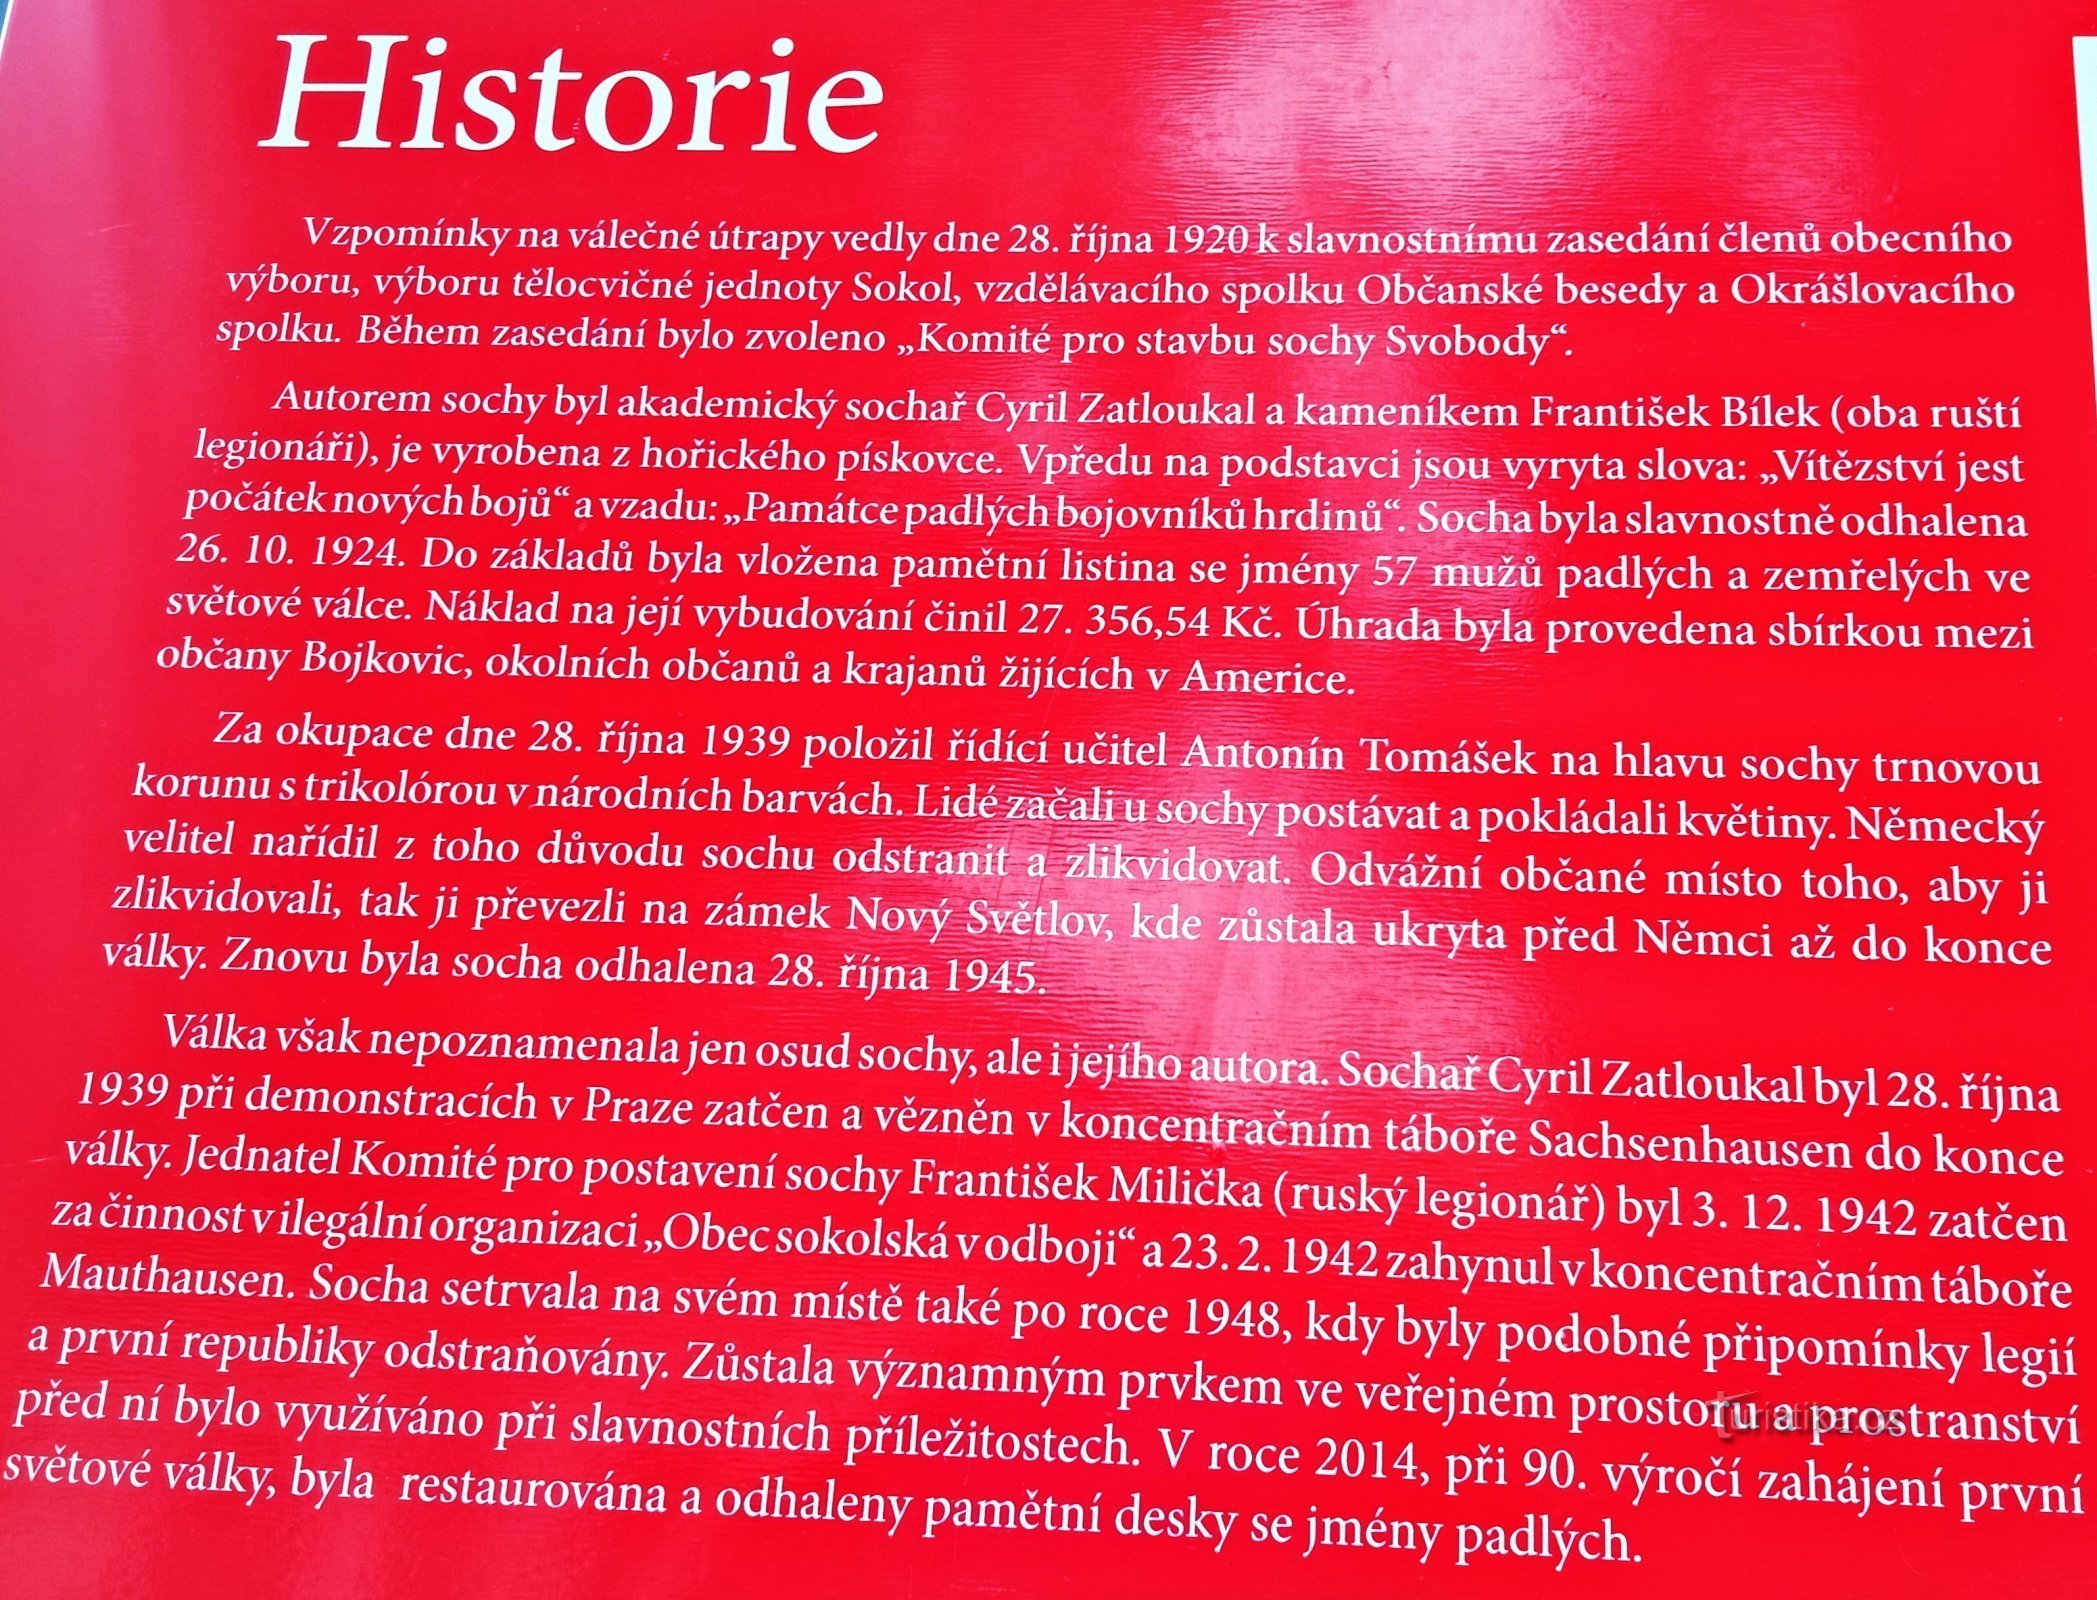 Historie
Vzpomínky na válečné útrapy vedly dne 28. října 1920 k slavnostnímu zasedání členů obecního
výboru, výboru tělocvičné jednoty Sokol, vzdělávacího spolku Občanské besedy a Okrášlovacího
spolku. Během zasedání bylo zvoleno „Komité pro stavbu sochy Svobody“.
Autorem sochy byl akademický sochař Cyril Zatloukal a kameníkem František Bílek (oba ruští
legionáři), je vyrobena z hořického pískovce. Vpředu na podstavci jsou vyryta slova: „Vítězství jest
počátek nových bojů“ a vzadu: „Památce padlých bojovníků hrdinů“. Socha byla slavnostně odhalena
26. 10. 1924. Do základů byla vložena pamětní listina se jmény 57 mužů padlých a zemřelých ve
světové válce. Náklad na její vybudování činil 27. 356,54 Kč. Úhrada byla provedena sbírkou mezi
občany Bojkovic, okolních občanů a krajanů žijících v Americe.
Za okupace dne 28. října 1939 položil řídící učitel Antonín Tomášek na hlavu sochy trnovou
korunu s trikolórou v národních barvách. Lidé začali u sochy postávat a pokládali květiny. Německý
velitel nařídil z toho důvodu sochu odstranit a zlikvidovat. Odvážní občané místo toho, aby ji
zlikvidovali, tak ji převezli na zámek Nový Světlov, kde zůstala ukryta před Němci až do konce
války. Znovu byla socha odhalena 28. října 1945.
Válka však nepoznamenala jen osud sochy, ale i jejího autora. Sochař Cyril Zatloukal byl 28. října
1939 při demonstracích v Praze zatčen a vězněn v koncentračním táboře Sachsenhausen do konce
války. Jednatel Komité pro postavení sochy František Milička (ruský legionář) byl 3. 12. 1942 zatčen
za činnost v ilegální organizaci „Obec sokolská v odboji“ a 23. 2. 1942 zahynul v koncentračním táboře
Mauthausen. Socha setrvala na svém místě také po roce 1948, kdy byly podobné připomínky legií
a první republiky odstraňovány. Zůstala významným prvkem ve veřejném prostoru a prostranství
před ní bylo využíváno při slavnostních příležitostech. V roce 2014, při 90. výročí zahájení první
světové války, byla restaurována a odhaleny pamětní desky se jmény padlých.
Turistika.cz